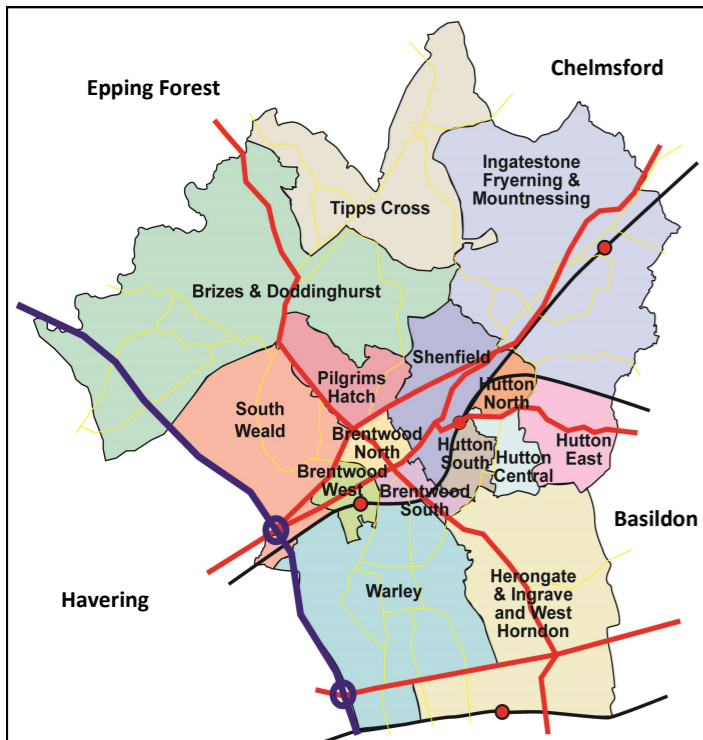 Chelmsford
Epping Forest
Ingatestone
Fryerning &
Mountnessing
Tipps Cross
Brizes & Doddinghurst
Shenfield
Pilgrims
Hatch
Hutton
North
South
Weald
Brentwood
North
Hutton
South
Hutton
East
Hutton
Central
Brentwood
West
Brentwood
South
Basildon
Havering
Warley
Herongate
& Ingrave
and West
Horndon